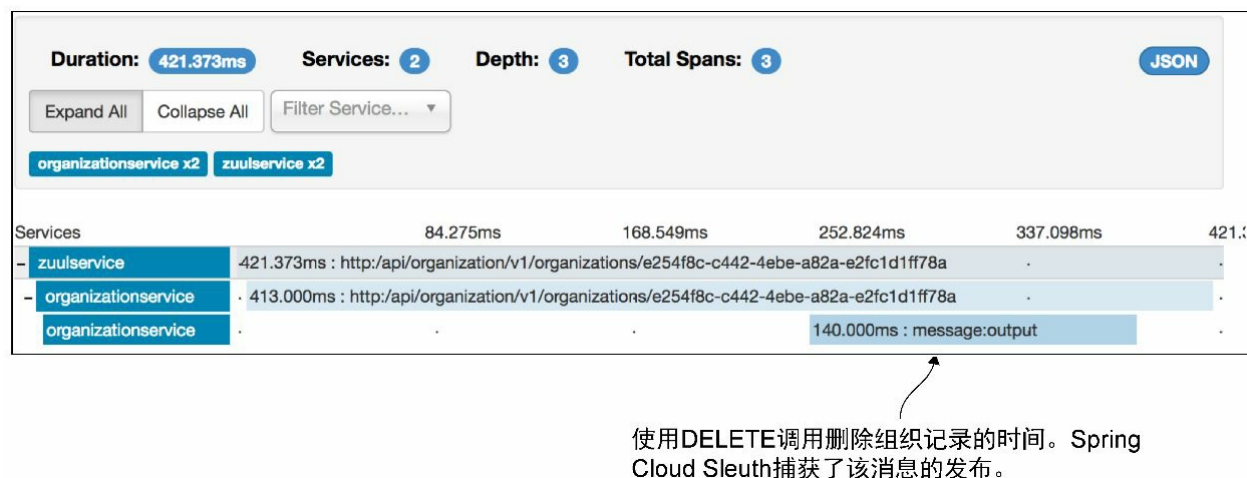 Duration: 421.373ms Services: 2 Depth: 3 Total Spans: 3 JSON
Expand All Collapse All Filter Service...
organizationservice x2 zuulservice x2
Services 84.275ms 168.549ms 252.824ms 337.098ms 421.3
zuulservice 421.373ms : http:/api/organization/v1/organizations/e254f8c-c442-4ebe-a82a-e2fc1d1ff78a
organizationservice 413.000ms : http:/api/organization/v1/organizations/e254f8c-c442-4ebe-a82a-e2fc1d1ff78a
organizationservice 140.000ms : message:output
使用DELETE调用删除组织记录的时间。Spring
Cloud Sleuth捕获了该消息的发布。